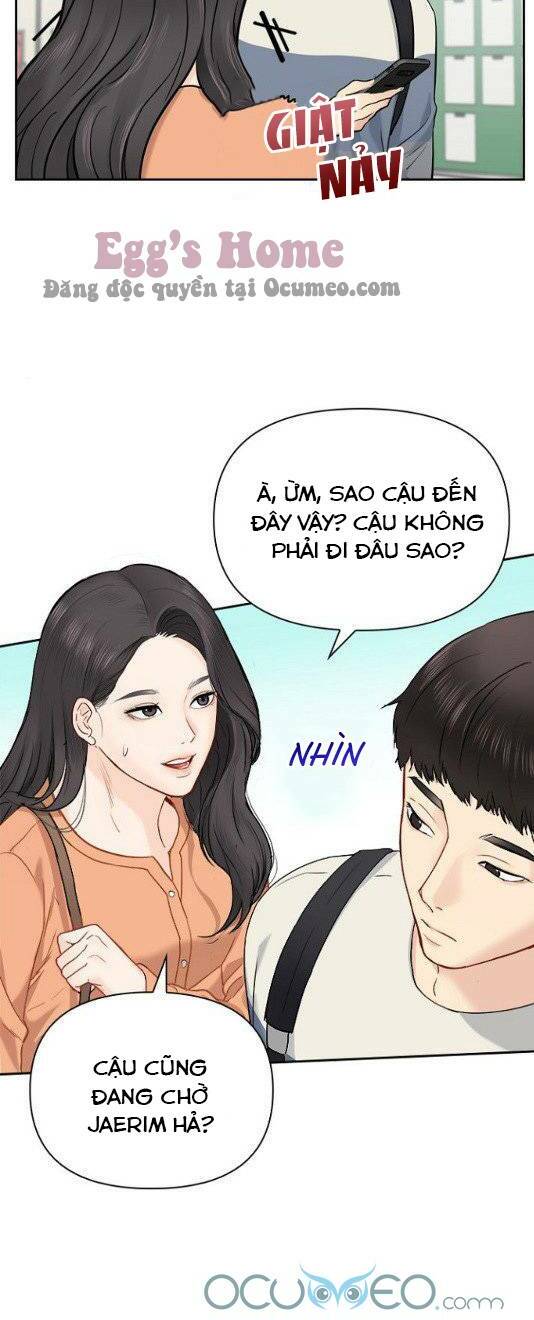 GIẬT
NẢY
Egg's Home
Đăng độc quyền tại Ocumeo.com
À, ỪM, SAO CẬU ĐẾN
ĐÂY VẬY? CẬU KHÔNG
PHẢI ĐI ĐÂU SAO?
NHÌN
CẬU CŨNG
ĐANG CHỜ
JAERIM HẢ?
OCUMEO.comm